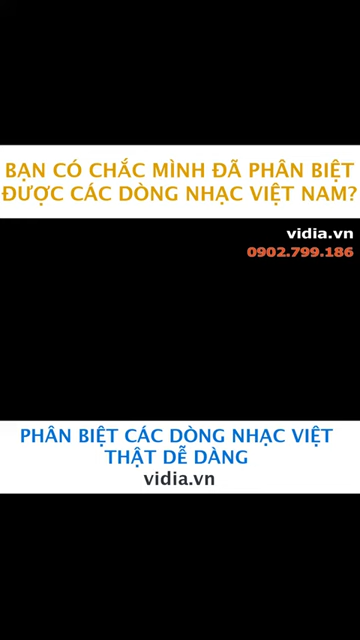 BẠN CÓ CHẮC MÌNH ĐÃ PHÂN BIỆT
ĐƯỢC CÁC DÒNG NHẠC VIỆT NAM?
vidia.vn
0902.799.186
PHÂN BIỆT CÁC DÒNG NHẠC VIỆT
THẬT DỄ DÀNG
vidia.vn